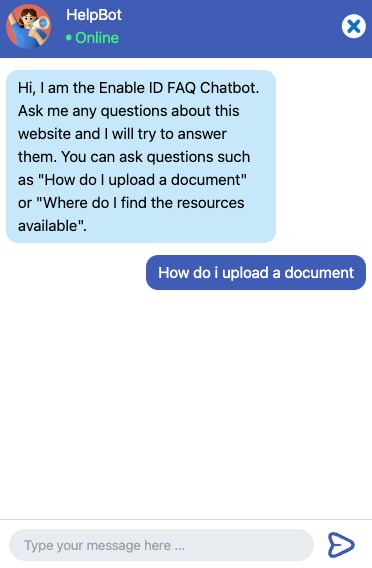 HelpBot
Online
Hi, I am the Enable ID FAQ Chatbot.
Ask me any questions about this
website and I will try to answer
them. You can ask questions such
as "How do I upload a document"
or "Where do I find the resources
available".
How do i upload a document
Type your message here ...